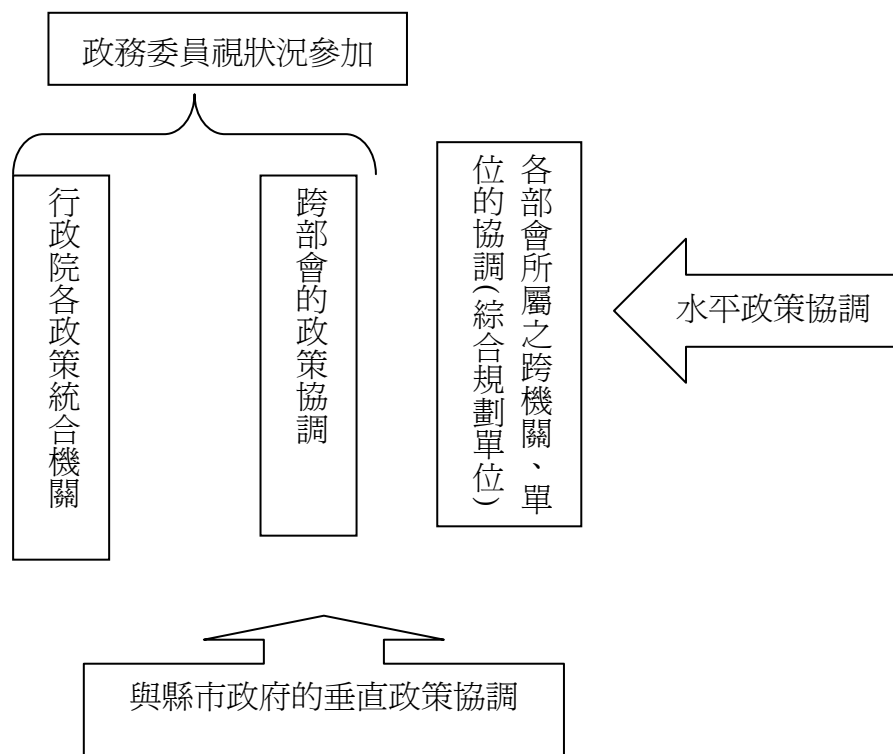 政務委員視狀況參加
行政院各政策統合機關
跨部會的政策協調
各部會所屬之跨機關、單
位的協調(綜合規劃單位)
水平政策協調
與縣市政府的垂直政策協調